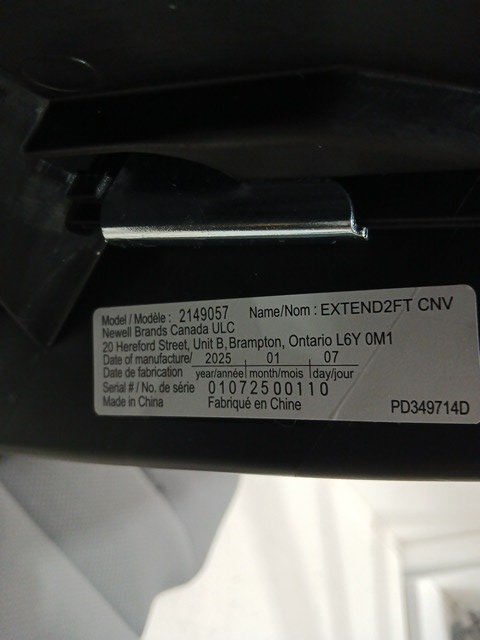 Model / Modèle : 2149057 Name/Nom : EXTEND2FT CNV
Newell Brands Canada ULC
20 Hereford Street, Unit B, Brampton, Ontario L6Y 0M1
Date of manufacture/ 2025 01 07
Date de fabrication year/année month/mois day/jour
Serial # / No. de série 01072500110
Made in China Fabriqué en Chine PD349714D